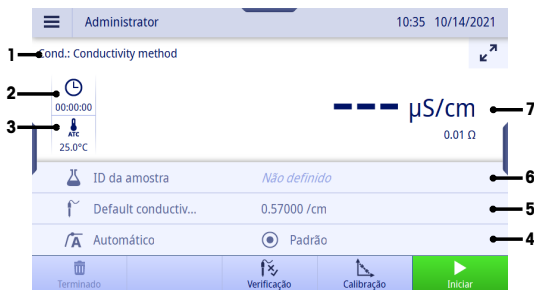 Administrator 10:35 10/14/2021
1 Cond.: Conductivity method
2 00:00:00
--- µS/cm 7
0.01 Ω
3 ATC
25.0°C
ID da amostra Não definido 6
Default conductiv... 0.57000 /cm 5
A Automático Padrão 4
Terminado Verificação Calibração Iniciar